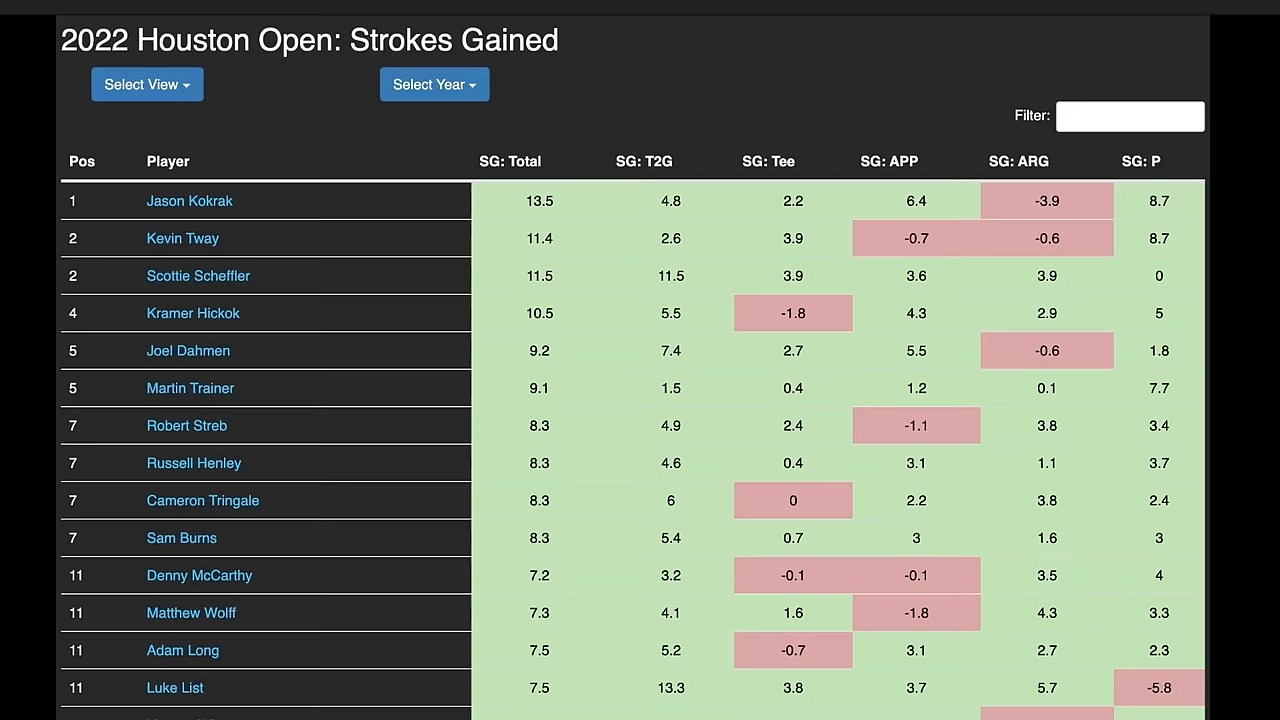 2022 Houston Open: Strokes Gained
Select View Select Year
Filter:
Pos Player SG: Total SG: T2G SG: Tee SG: APP SG: ARG SG: P
1 Jason Kokrak 13.5 4.8 2.2 6.4 -3.9 8.7
2 Kevin Tway 11.4 2.6 3.9 -0.7 -0.6 8.7
2 Scottie Scheffler 11.5 11.5 3.9 3.6 3.9 0
4 Kramer Hickok 10.5 5.5 -1.8 4.3 2.9 5
5 Joel Dahmen 9.2 7.4 2.7 5.5 -0.6 1.8
5 Martin Trainer 9.1 1.5 0.4 1.2 0.1 7.7
7 Robert Streb 8.3 4.9 2.4 -1.1 3.8 3.4
7 Russell Henley 8.3 4.6 0.4 3.1 1.1 3.7
7 Cameron Tringale 8.3 6 0 2.2 3.8 2.4
7 Sam Burns 8.3 5.4 0.7 3 1.6 3
11 Denny McCarthy 7.2 3.2 -0.1 -0.1 3.5 4
11 Matthew Wolff 7.3 4.1 1.6 -1.8 4.3 3.3
11 Adam Long 7.5 5.2 -0.7 3.1 2.7 2.3
11 Luke List 7.5 13.3 3.8 3.7 5.7 -5.8